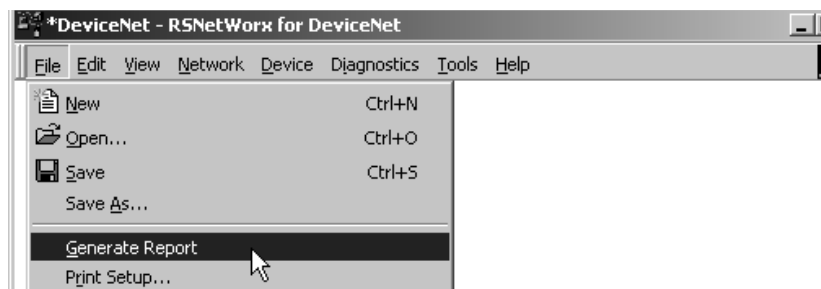 *DeviceNet - RSNetWorx for DeviceNet
File Edit View Network Device Diagnostics Tools Help
New Ctrl+N
Open... Ctrl+O
Save Ctrl+S
Save As...
Generate Report
Print Setup...